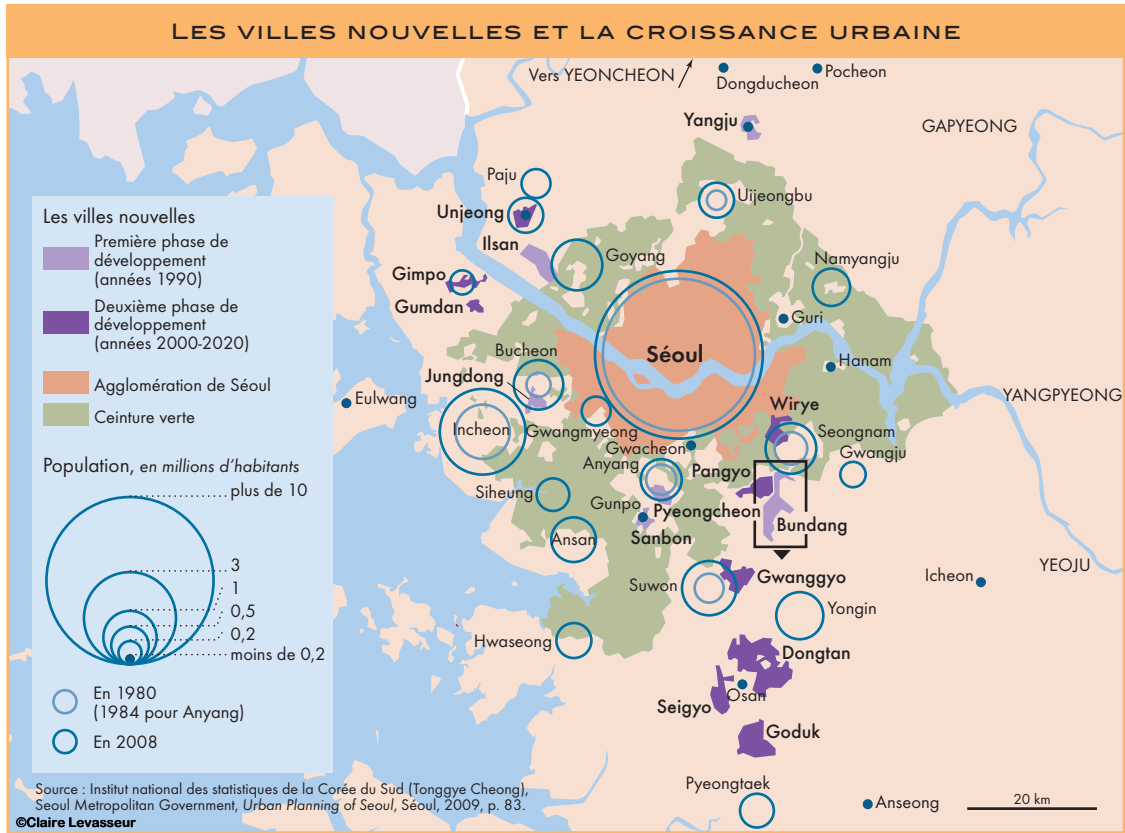 LES VILLES NOUVELLES ET LA CROISSANCE URBAINE
Vers YEONCHEON
Dongducheon
Pocheon
Yangju
GAPYEONG
Paju
Uijeongbu
Unjeong
Ilsan
Goyang
Namyangju
Gimpo
Gumdan
Guri
Bucheon
Séoul
Hanam
Jungdong
Eulwang
YANGPYEONG
Wirye
Incheon
Gwangmyeong
Seongnam
Gwacheon
Gwangju
Anyang
Pangyo
Siheung
Gunpo
Pyeongcheon
Bundang
Sanbon
Ansan
YEOJU
Suwon
Gwanggyo
Icheon
Yongin
Hwaseong
Dongtan
Osan
Seigyo
Goduk
Pyeongtaek
Anseong
20 km
Les villes nouvelles
Première phase de
développement
(années 1990)
Deuxième phase de
développement
(années 2000-2020)
Agglomération de Séoul
Ceinture verte
Population, en millions d'habitants
plus de 10
3
1
0,5
0,2
moins de 0,2
En 1980
(1984 pour Anyang)
En 2008
Source : Institut national des statistiques de la Corée du Sud (Tonggye Cheong),
Seoul Metropolitan Government, Urban Planning of Seoul, Séoul, 2009, p. 83.
©Claire Levasseur